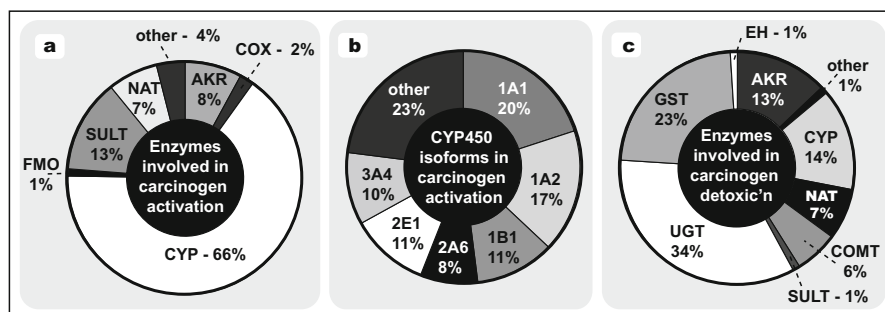 a
other - 4%
COX - 2%
AKR
8%
NAT
7%
SULT
13%
FMO
1%
Enzymes
involved in
carcinogen
activation
CYP - 66%
b
other
23%
1A1
20%
3A4
10%
CYP450
isoforms in
carcinogen
activation
1A2
17%
2E1
11%
2A6
8%
1B1
11%
c
EH - 1%
AKR
13%
other
1%
GST
23%
CYP
14%
Enzymes
involved in
carcinogen
detoxic'n
NAT
7%
UGT
34%
COMT
6%
SULT - 1%